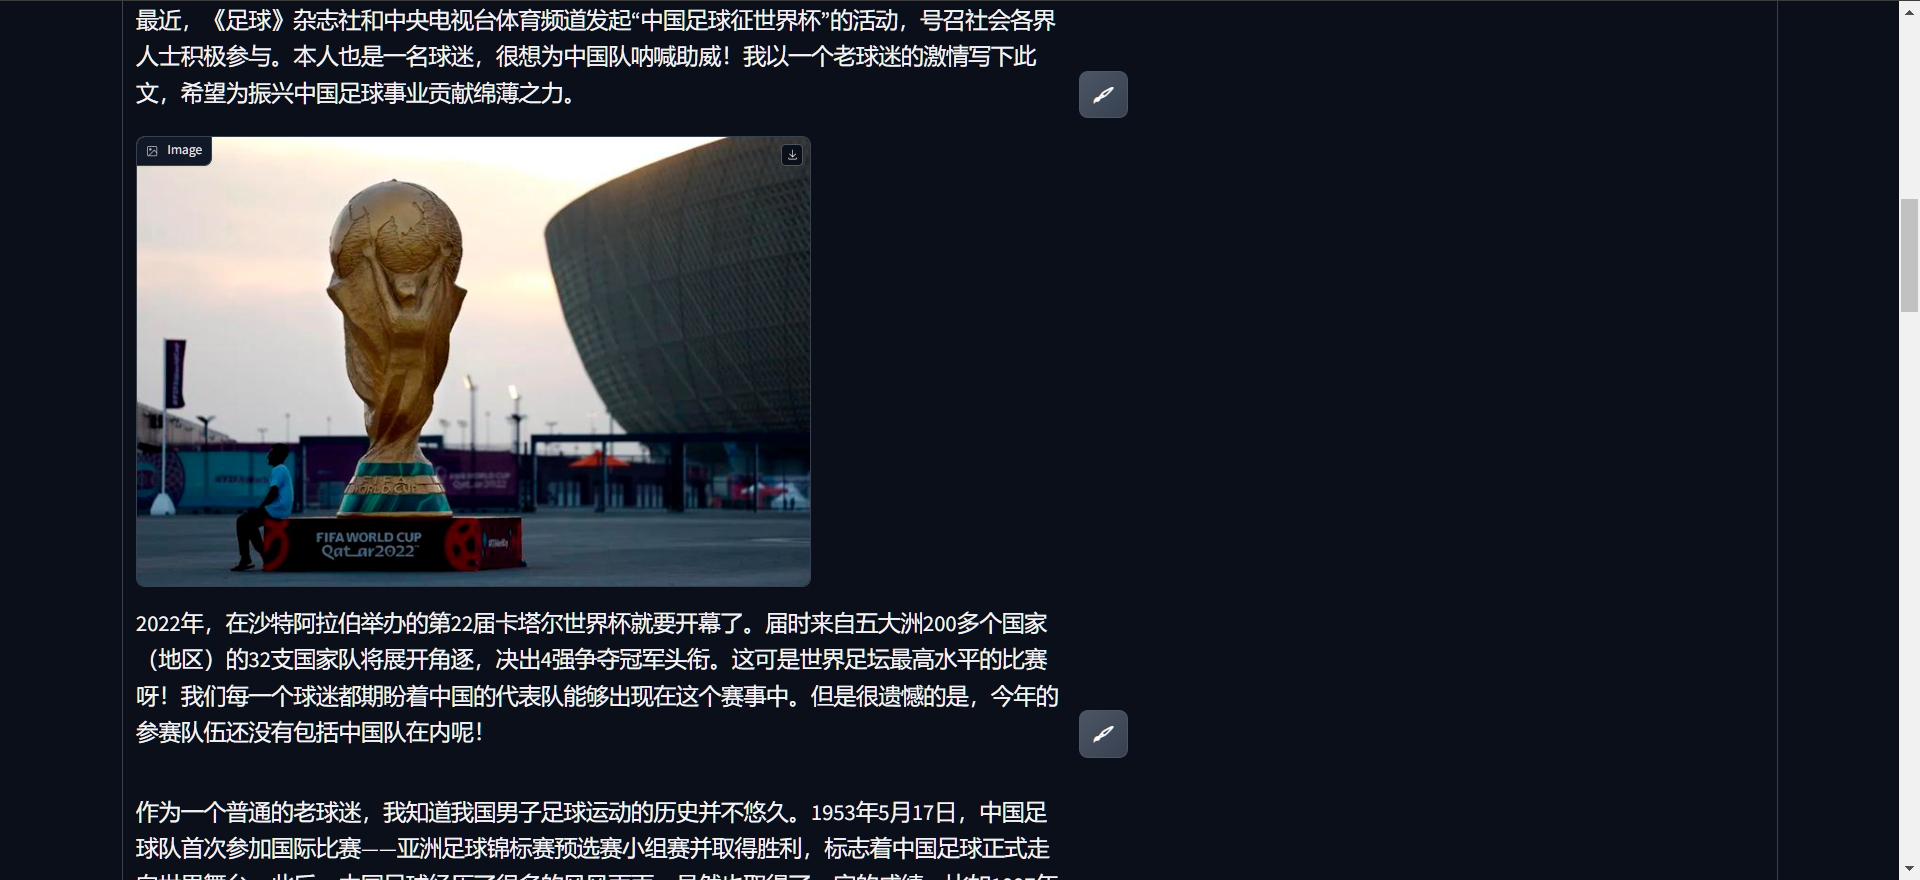 最近，《足球》杂志社和中央电视台体育频道发起“中国足球征世界杯”的活动，号召社会各界
人士积极参与。本人也是一名球迷，很想为中国队呐喊助威！我以一个老球迷的激情写下此
文，希望为振兴中国足球事业贡献绵薄之力。
Image
FIFA
WORLD CUP
FIFA WORLD CUP
Qatar2022
2022年，在沙特阿拉伯举办的第22届卡塔尔世界杯就要开幕了。届时来自五大洲200多个国家
（地区）的32支国家队将展开角逐，决出4强争夺冠军头衔。这可是世界足坛最高水平的比赛
呀！我们每一个球迷都期盼着中国的代表队能够出现在这个赛事中。但是很遗憾的是，今年的
参赛队伍还没有包括中国队在内呢！
作为一个普通的老球迷，我知道我国男子足球运动的历史并不悠久。1953年5月17日，中国足
球队首次参加国际比赛——亚洲足球锦标赛预选赛小组赛并取得胜利，标志着中国足球正式走